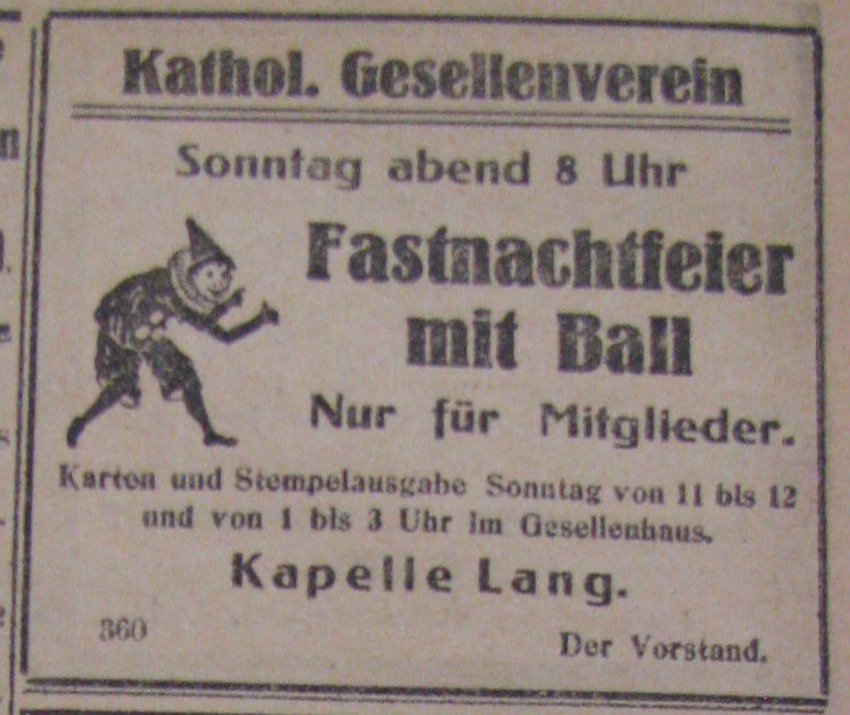 Kathol. Gesellenverein
Sonntag abend 8 Uhr
Fastnachtfeier
mit Ball
Nur für Mitglieder.
Karten und Stempelausgabe Sonntag von 11 bis 12
und von 1 bis 3 Uhr im Gesellenhaus.
Kapelle Lang.
360
Der Vorstand.